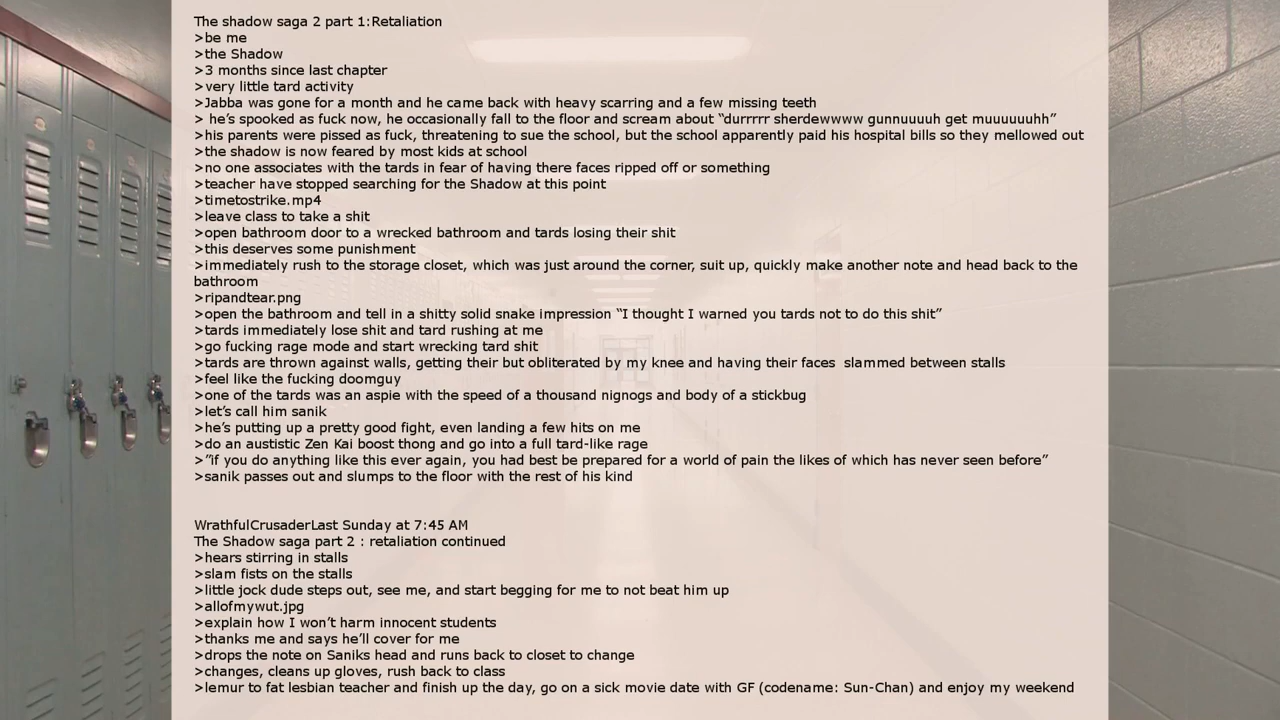 The shadow saga 2 part 1:Retaliation
>be me
>the Shadow
>3 months since last chapter
>very little tard activity
>Jabba was gone for a month and he came back with heavy scarring and a few missing teeth
> he’s spooked as fuck now, he occasionally fall to the floor and scream about “durrrrr sherdewwww gunnuuuuh get muuuuuuhh”
>his parents were pissed as fuck, threatening to sue the school, but the school apparently paid his hospital bills so they mellowed out
>the shadow is now feared by most kids at school
>no one associates with the tards in fear of having there faces ripped off or something
>teacher have stopped searching for the Shadow at this point
>timetostrike.mp4
>leave class to take a shit
>open bathroom door to a wrecked bathroom and tards losing their shit
>this deserves some punishment
>immediately rush to the storage closet, which was just around the corner, suit up, quickly make another note and head back to the
bathroom
>ripandtear.png
>open the bathroom and tell in a shitty solid snake impression “I thought I warned you tards not to do this shit”
>tards immediately lose shit and tard rushing at me
>go fucking rage mode and start wrecking tard shit
>tards are thrown against walls, getting their but obliterated by my knee and having their faces  slammed between stalls
>feel like the fucking doomguy
>one of the tards was an aspie with the speed of a thousand nignogs and body of a stickbug
>let’s call him sanik
>he’s putting up a pretty good fight, even landing a few hits on me
>do an austistic Zen Kai boost thong and go into a full tard-like rage
>”if you do anything like this ever again, you had best be prepared for a world of pain the likes of which has never seen before”
>sanik passes out and slumps to the floor with the rest of his kind
WrathfulCrusaderLast Sunday at 7:45 AM
The Shadow saga part 2 : retaliation continued
>hears stirring in stalls
>slam fists on the stalls
>little jock dude steps out, see me, and start begging for me to not beat him up
>allofmywut.jpg
>explain how I won’t harm innocent students
>thanks me and says he’ll cover for me
>drops the note on Saniks head and runs back to closet to change
>changes, cleans up gloves, rush back to class
>lemur to fat lesbian teacher and finish up the day, go on a sick movie date with GF (codename: Sun-Chan) and enjoy my weekend